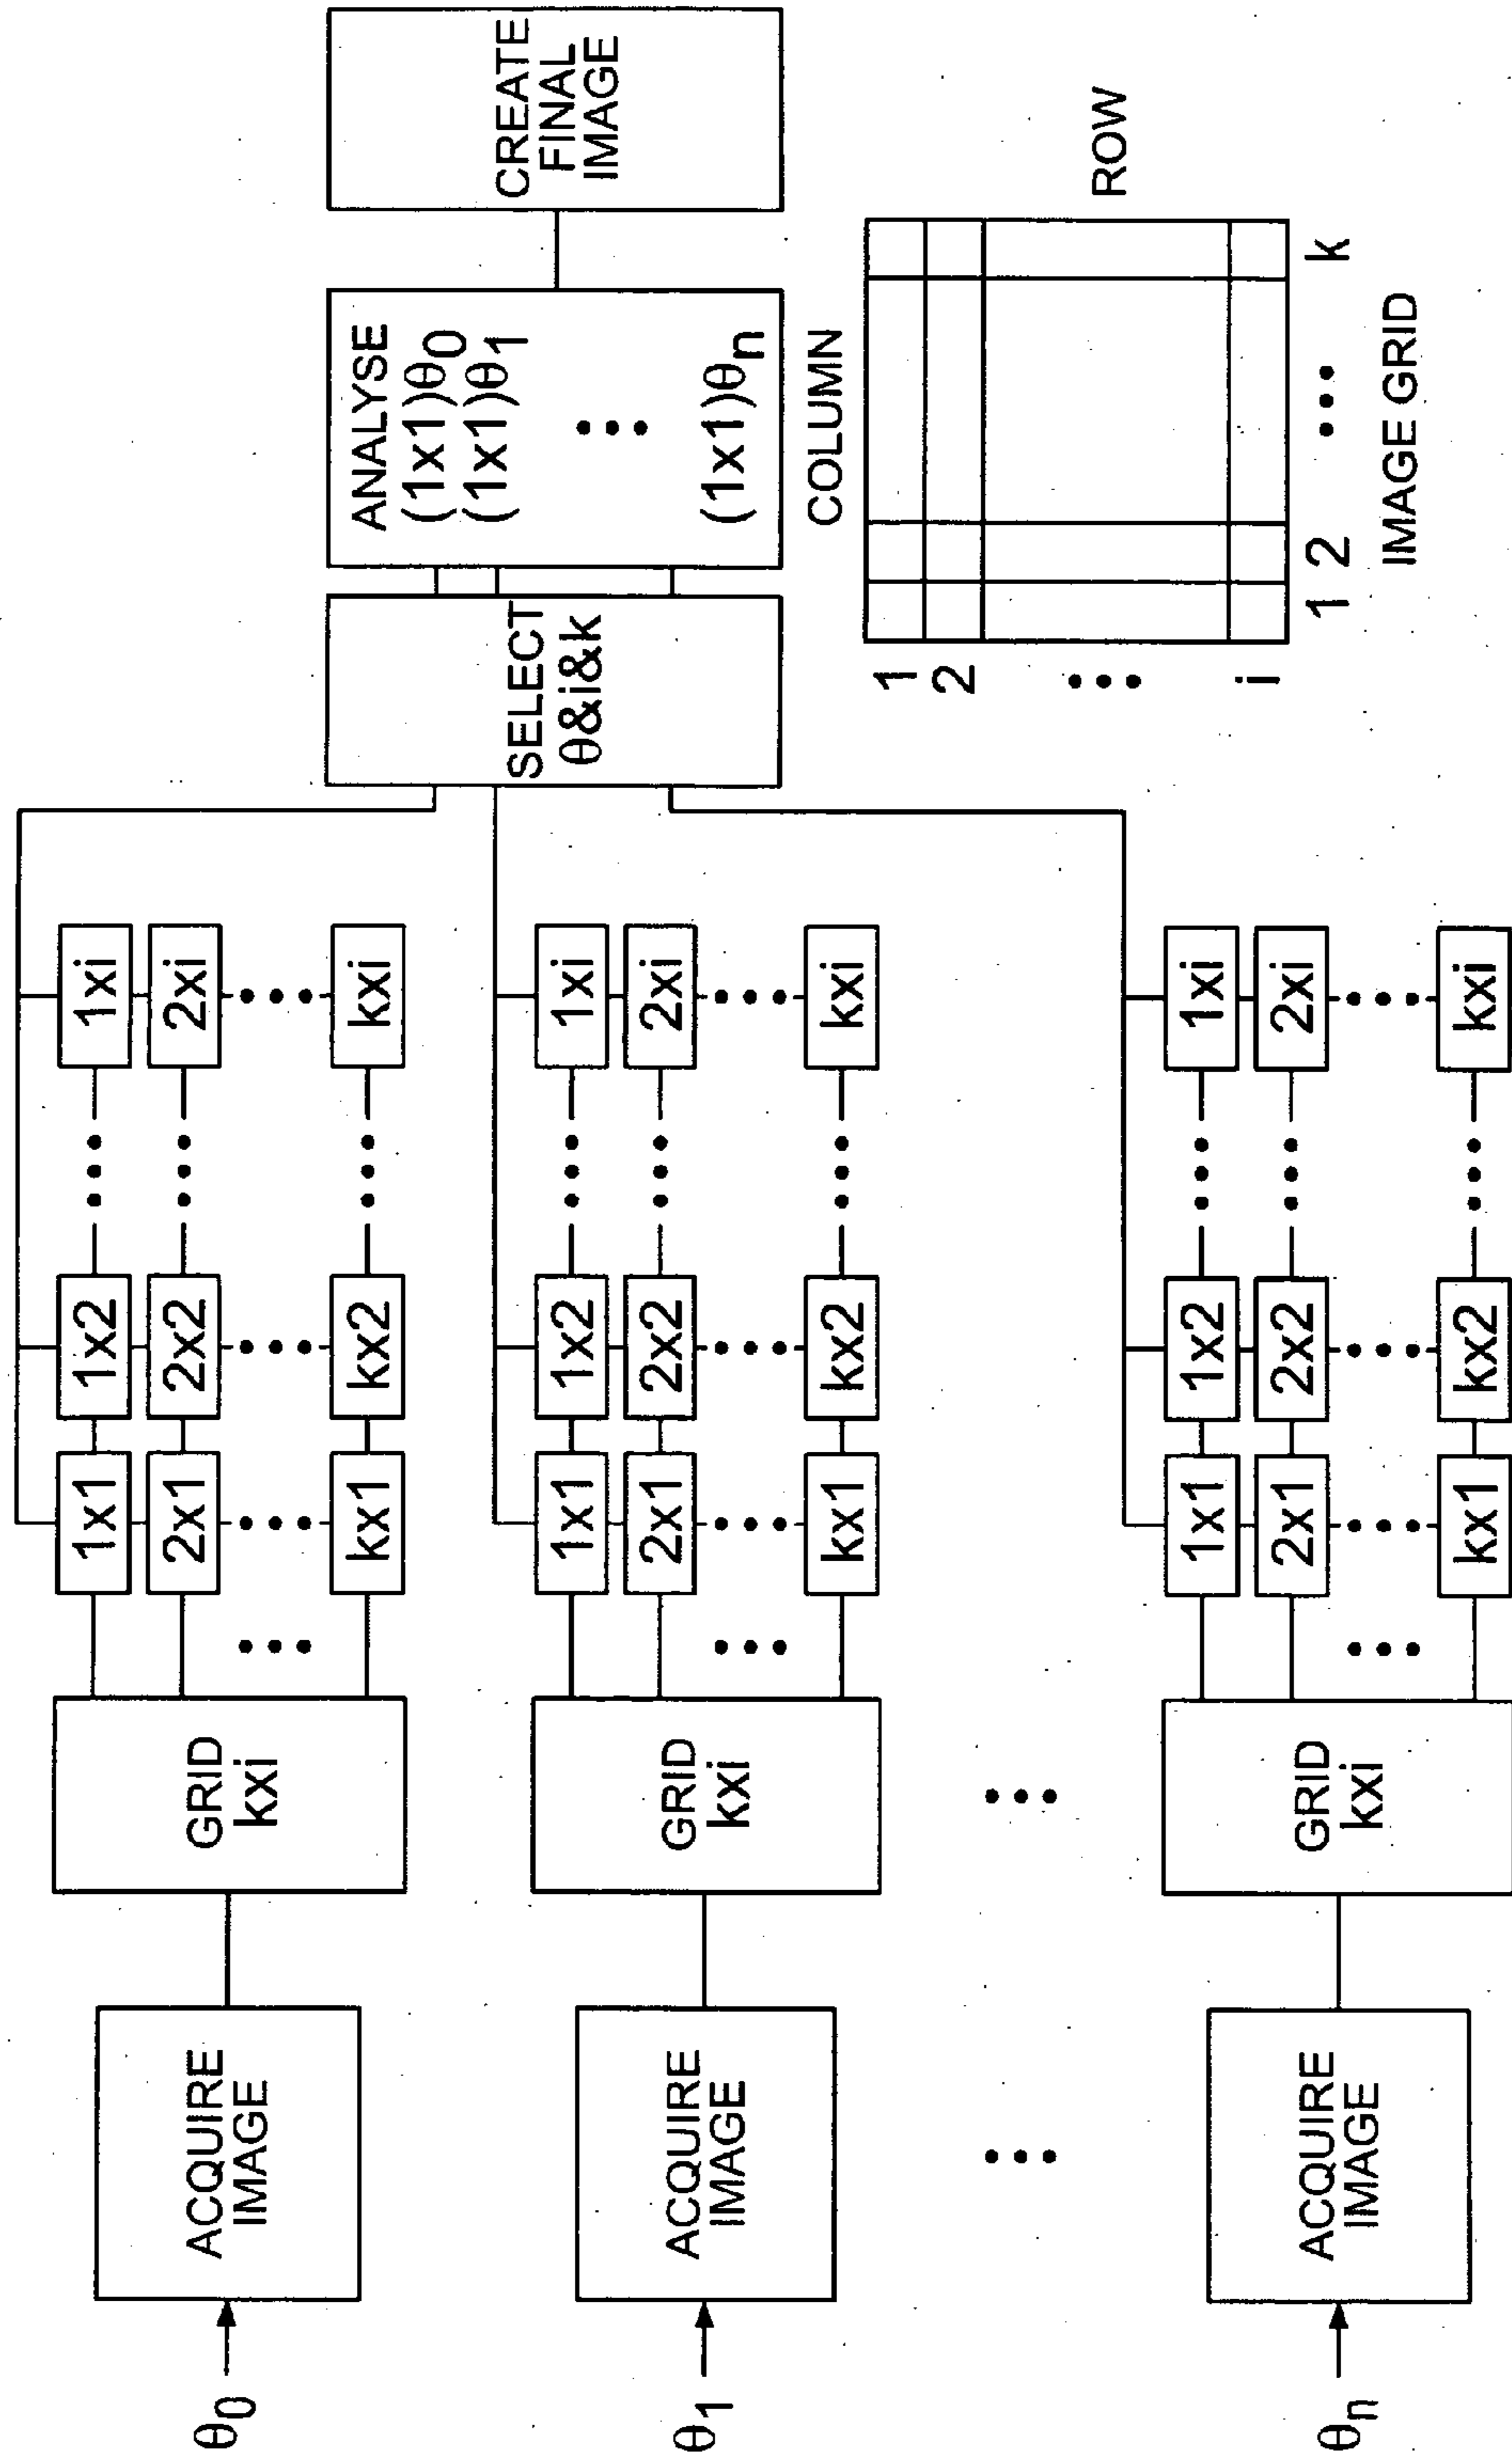 θ0
ACQUIRE
IMAGE
GRID
kxi
1x1
1x2
1xi
2x1
2x2
2xi
kx1
kx2
kxi
θ1
ACQUIRE
IMAGE
GRID
kxi
1x1
1x2
1xi
2x1
2x2
2xi
kx1
kx2
kxi
θn
ACQUIRE
IMAGE
GRID
kxi
1x1
1x2
1xi
2x1
2x2
2xi
kx1
kx2
kxi
SELECT
θ&i&k
ANALYSE
(1x1)θ0
(1x1)θ1
(1x1)θn
CREATE
FINAL
IMAGE
COLUMN
1
2
i
ROW
1 2 k
IMAGE GRID